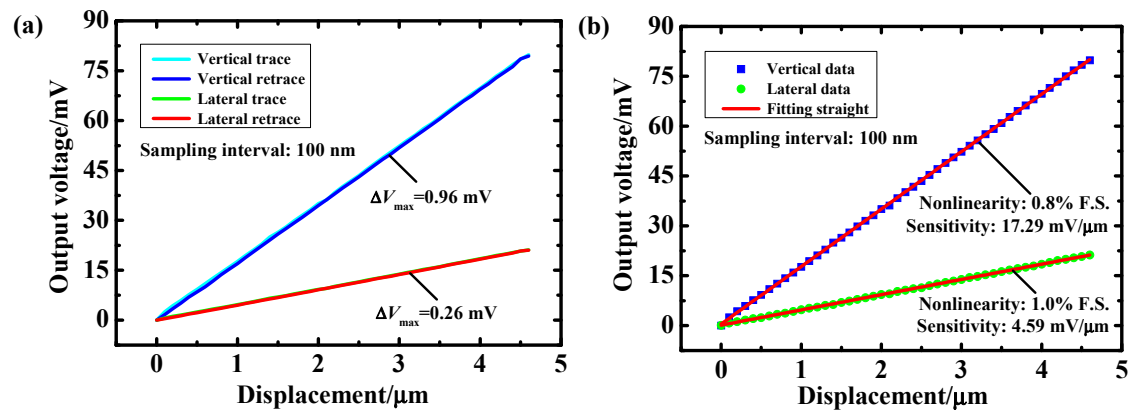 (a)
Output voltage/mV
90
75
60
45
30
15
0
Vertical trace
Vertical retrace
Lateral trace
Lateral retrace
Sampling interval: 100 nm
ΔVmax=0.96 mV
ΔVmax=0.26 mV
0 1 2 3 4 5
Displacement/μm
(b)
Output voltage/mV
90
75
60
45
30
15
0
Vertical data
Lateral data
Fitting straight
Sampling interval: 100 nm
Nonlinearity: 0.8% F.S.
Sensitivity: 17.29 mV/μm
Nonlinearity: 1.0% F.S.
Sensitivity: 4.59 mV/μm
0 1 2 3 4 5
Displacement/μm